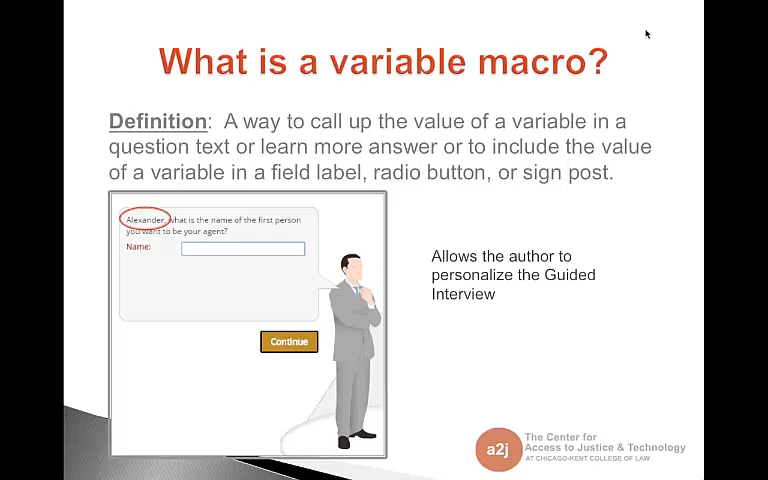 What is a variable macro?
Definition: A way to call up the value of a variable in a
question text or learn more answer or to include the value
of a variable in a field label, radio button, or sign post.
Alexander, what is the name of the first person
you want to be your agent?
Name:
Continue
Allows the author to
personalize the Guided
Interview
a2j
The Center for
Access to Justice & Technology
AT CHICAGO-KENT COLLEGE OF LAW